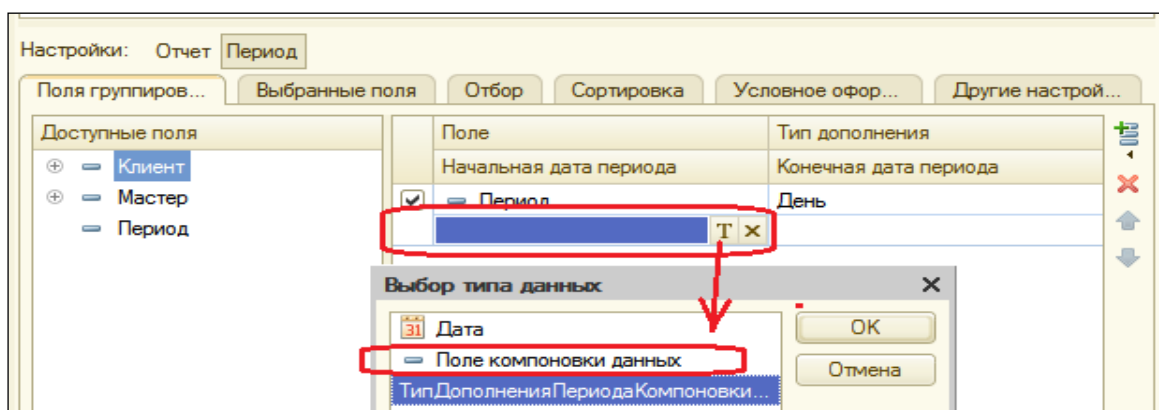 Настройки: Отчет Период
Поля группиров... Выбранные поля Отбор Сортировка Условное офор... Другие настрой...
Доступные поля Поле Тип дополнения
Клиент Начальная дата периода Конечная дата периода
Мастер Период День
Период T
Выбор типа данных
31 Дата OK
Поле компоновки данных Отмена
ТипДополненияПериодаКомпоновки...